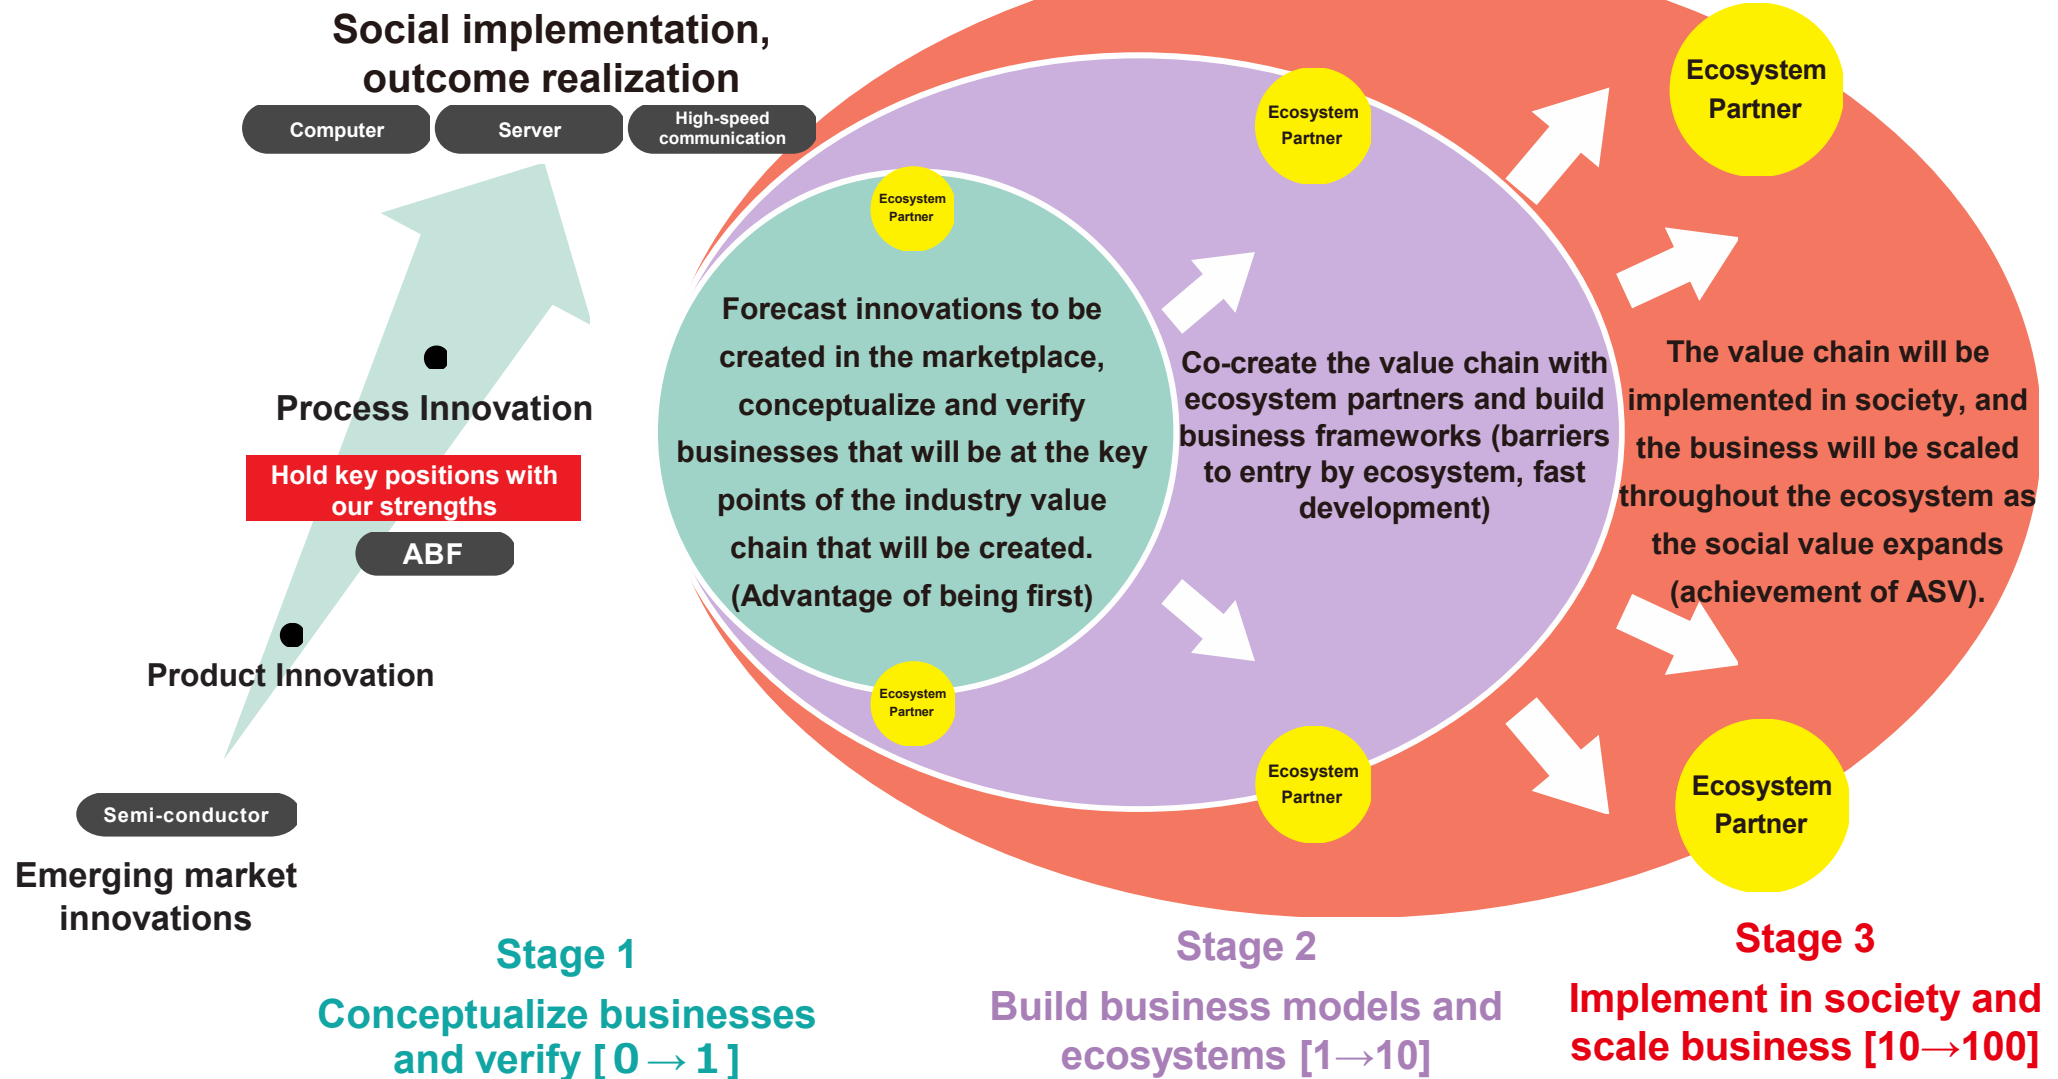 Social implementation,
outcome realization
Computer
Server
High-speed
communication
Process Innovation
Hold key positions with
our strengths
ABF
Product Innovation
Semi-conductor
Emerging market
innovations
Ecosystem
Partner
Forecast innovations to be
created in the marketplace,
conceptualize and verify
businesses that will be at the key
points of the industry value
chain that will be created.
(Advantage of being first)
Ecosystem
Partner
Ecosystem
Partner
Co-create the value chain with
ecosystem partners and build
business frameworks (barriers
to entry by ecosystem, fast
development)
Ecosystem
Partner
Ecosystem
Partner
The value chain will be
implemented in society, and
the business will be scaled
throughout the ecosystem as
the social value expands
(achievement of ASV).
Ecosystem
Partner
Stage 1
Conceptualize businesses
and verify [0→1]
Stage 2
Build business models and
ecosystems [1→10]
Stage 3
Implement in society and
scale business [10→100]